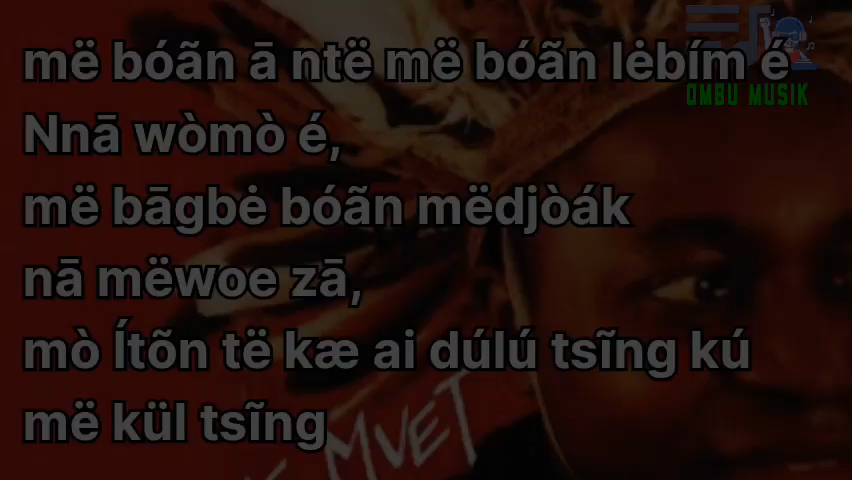 më bóãn ā ntë më bóãn lėbím é
Nnā wòmò é,
më bāgbė bóãn mëdjòák
nā mëwoe zā,
mò Ítõn të kæ ai dúlú tsĩng kú
më kül tsĩng
OMBU MUSIK
MVET